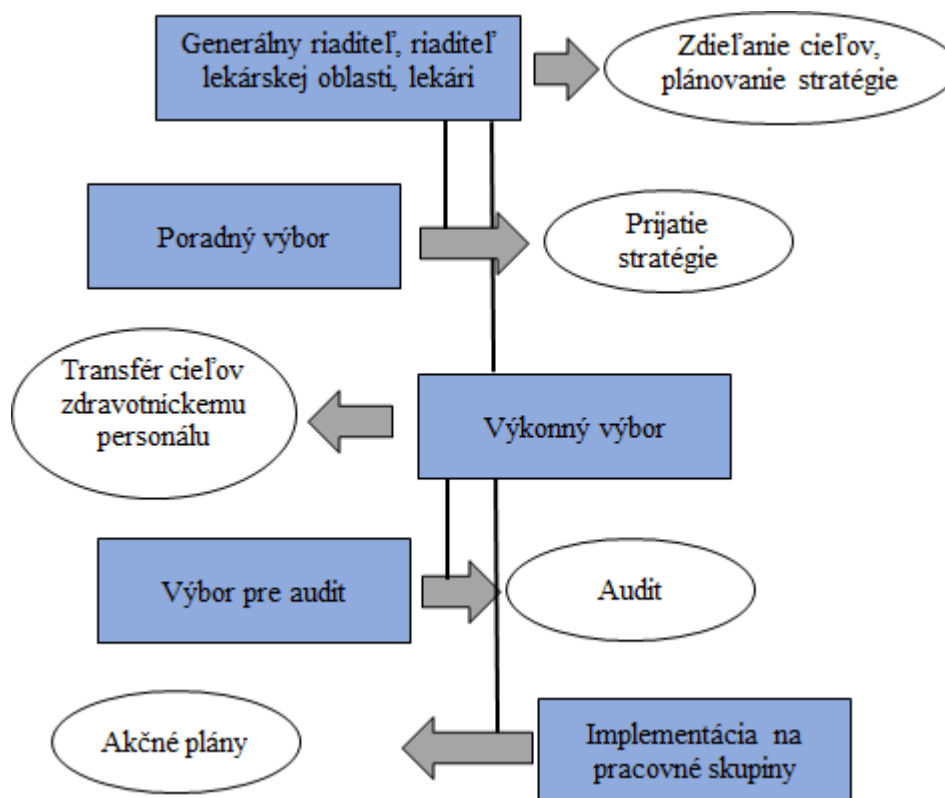 Generálny riaditeľ, riaditeľ
lekárskej oblasti, lekári
Zdieľanie cieľov,
plánovanie stratégie
Poradný výbor
Prijatie
stratégie
Transfér cieľov
zdravotníckemu
personálu
Výkonný výbor
Výbor pre audit
Audit
Akčné plány
Implementácia na
pracovné skupiny